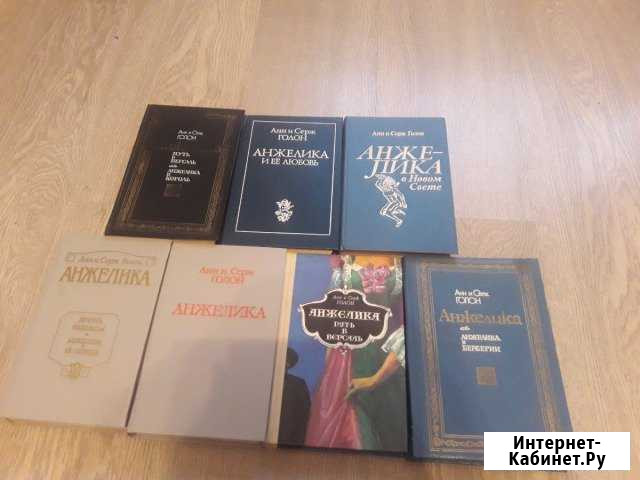 Анн и Серж
ГОЛОН
ПУТЬ
В
ВЕРСАЛЬ
АНЖЕЛИКА
И
КОРОЛЬ
Анн и Серж
ГОЛОН
АНЖЕЛИКА
И ЕЁ ЛЮБОВЬ
Анн и Серж Голон
АНЖЕ-
ЛИКА
в Новом
Свете
Анн и Серж Голон
АНЖЕЛИКА
Анн и Серж
ГОЛОН
АНЖЕЛИКА
Анн и Серж
ГОЛОН
АНЖЕЛИКА
ПУТЬ В
ВЕРСАЛЬ
Анн и Серж
ГОЛОН
Анжелика
АНЖЕЛИКА В
БЕРБЕРИИ
Интернет-
Кабинет.Ру